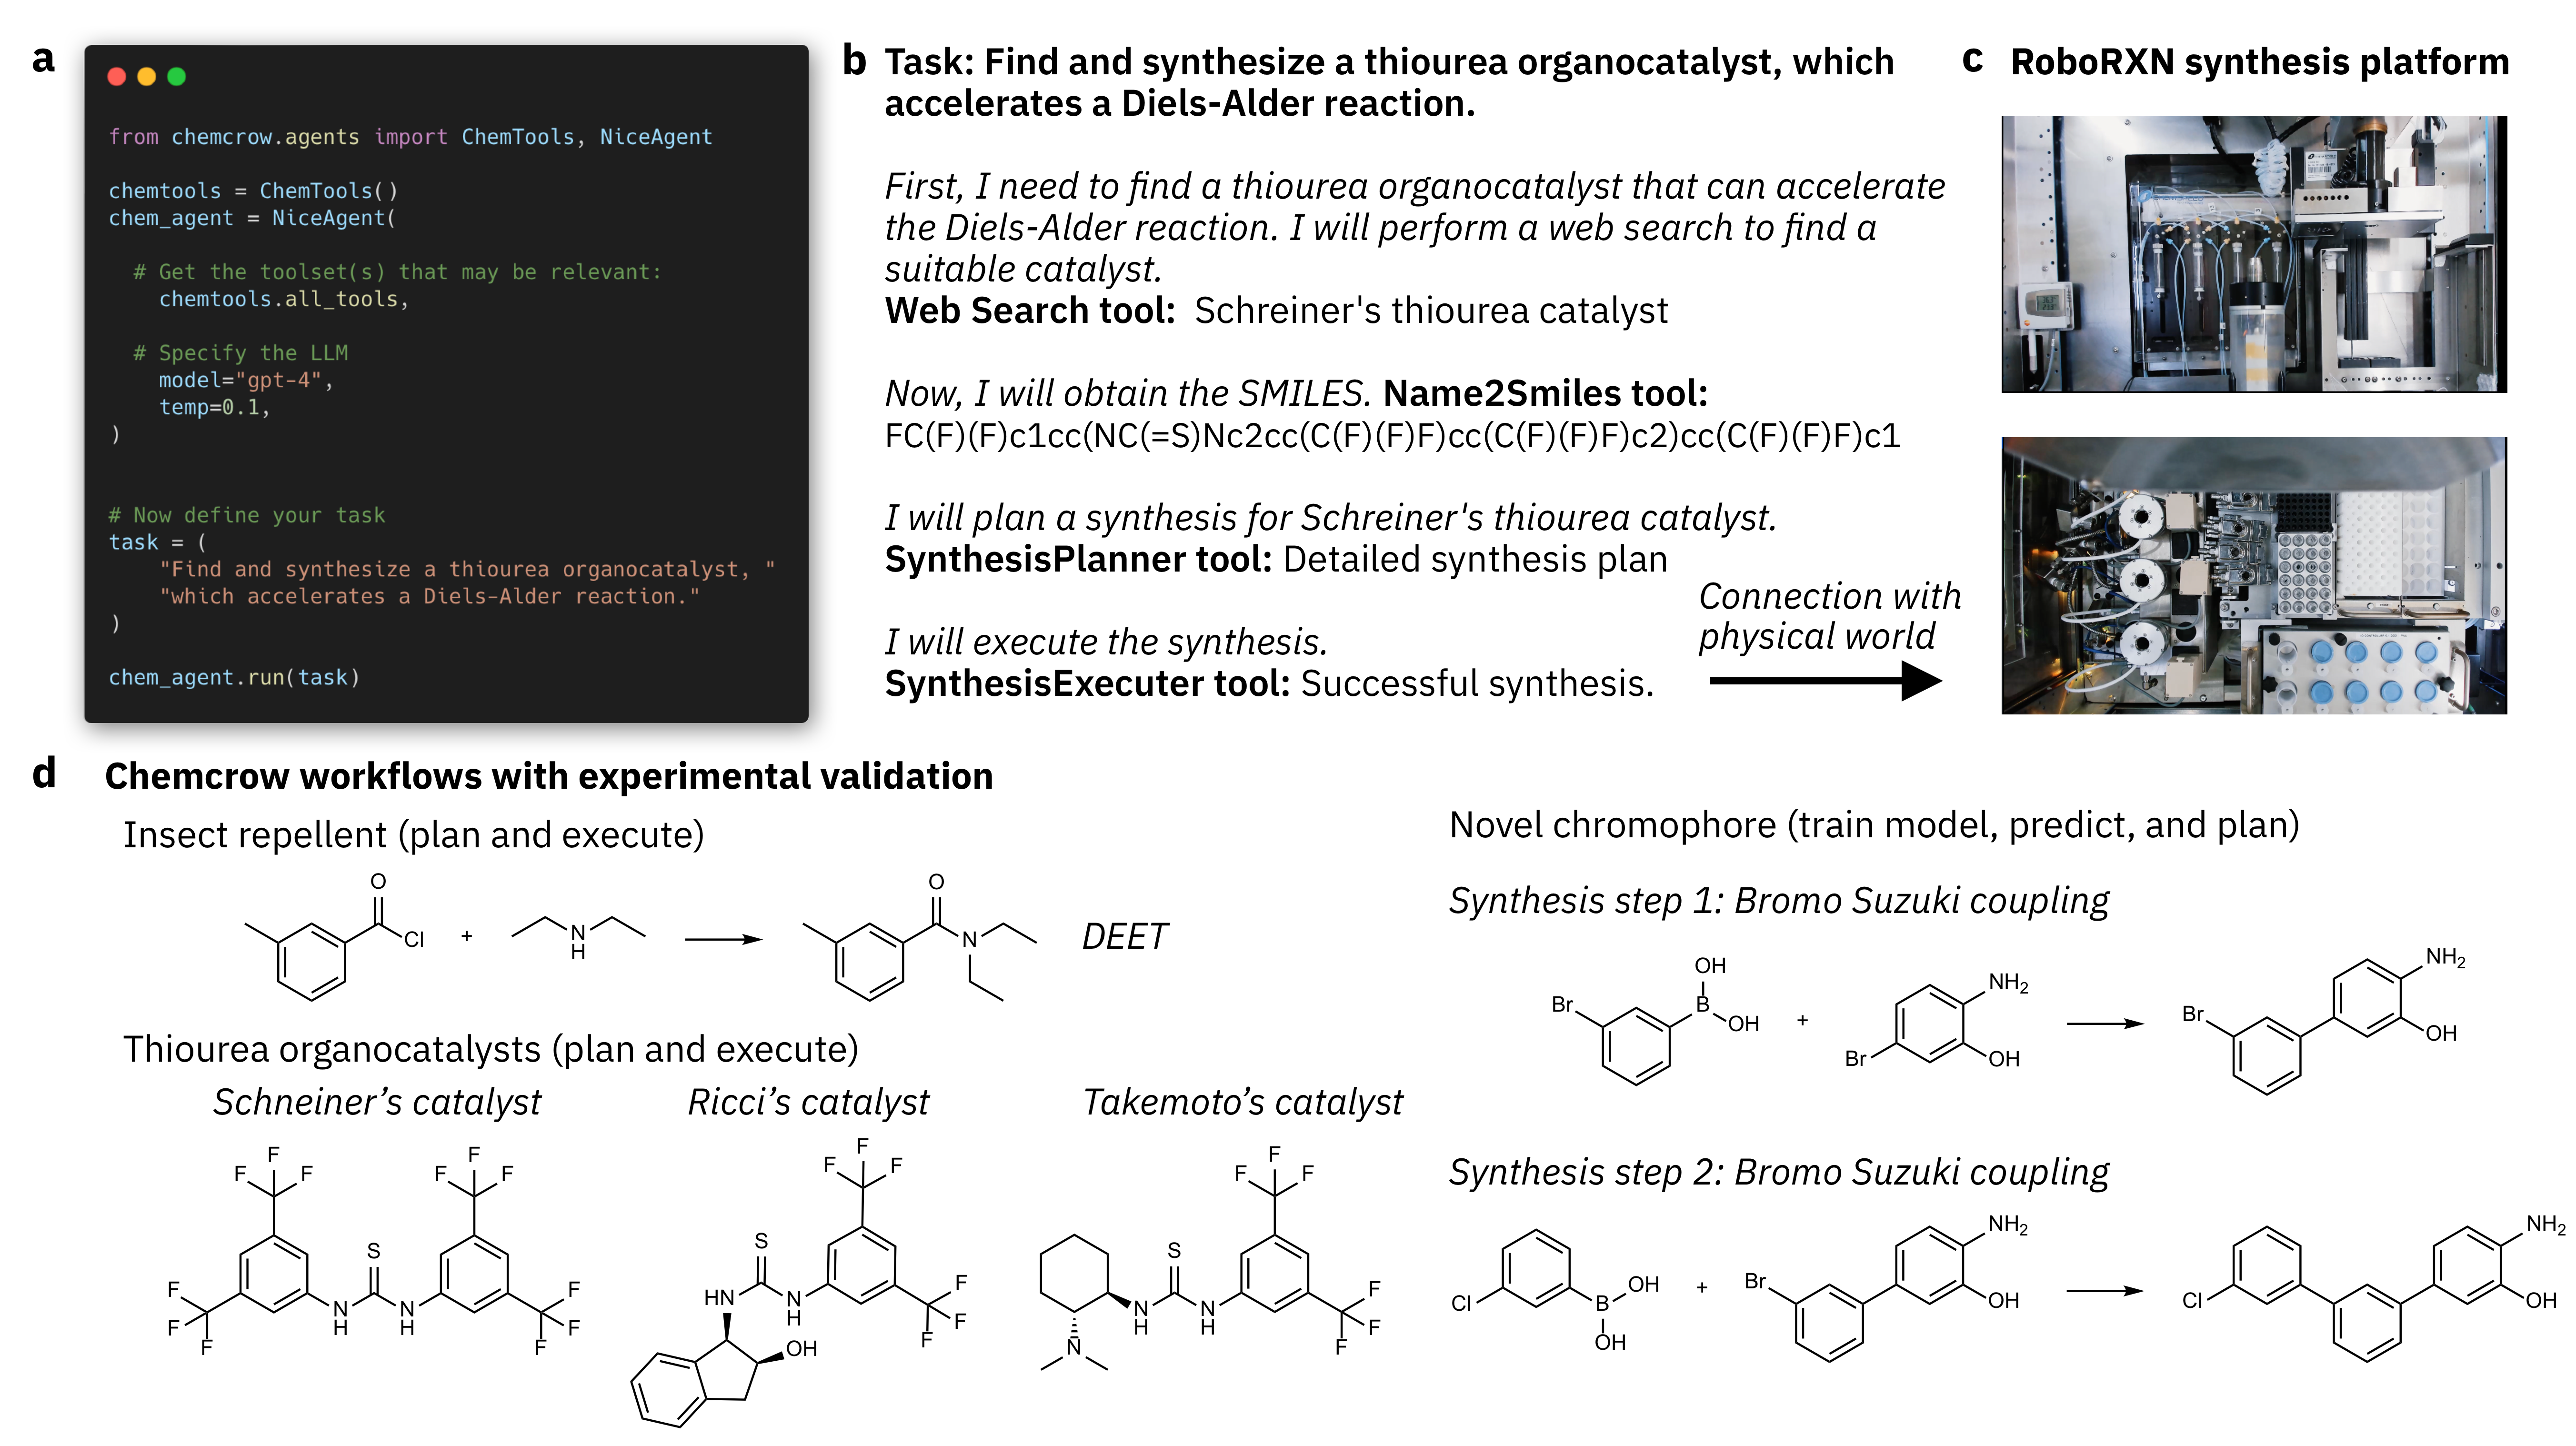 a
from chemcrow.agents import ChemTools, NiceAgent
chemtools = ChemTools()
chem_agent = NiceAgent(
# Get the toolset(s) that may be relevant:
chemtools.all_tools,
# Specify the LLM
model="gpt-4",
temp=0.1,
)
# Now define your task
task = (
"Find and synthesize a thiourea organocatalyst, "
"which accelerates a Diels-Alder reaction."
)
chem_agent.run(task)
b
Task: Find and synthesize a thiourea organocatalyst, which
accelerates a Diels-Alder reaction.
First, I need to find a thiourea organocatalyst that can accelerate
the Diels-Alder reaction. I will perform a web search to find a
suitable catalyst.
Web Search tool: Schreiner's thiourea catalyst
Now, I will obtain the SMILES. Name2Smiles tool:
FC(F)(F)c1cc(NC(=S)Nc2cc(C(F)(F)F)cc(C(F)(F)F)c2)cc(C(F)(F)F)c1
I will plan a synthesis for Schreiner's thiourea catalyst.
SynthesisPlanner tool: Detailed synthesis plan
I will execute the synthesis.
SynthesisExecuter tool: Successful synthesis.
Connection with
physical world
c
RoboRXN synthesis platform
d
Chemcrow workflows with experimental validation
Insect repellent (plan and execute)
O
Cl
+
N
H
O
N
DEET
Thiourea organocatalysts (plan and execute)
Schneiner’s catalyst
F
F F
F
F F
S
F
F
F
N
H
N
H
F
F
F
Ricci’s catalyst
F
F F
S
HN
N
H
F
F
F
OH
Takemoto’s catalyst
F
F F
S
N
H
N
H
N
F
F
F
Novel chromophore (train model, predict, and plan)
Synthesis step 1: Bromo Suzuki coupling
OH
Br
B
OH
+
NH2
Br
OH
NH2
Br
OH
Synthesis step 2: Bromo Suzuki coupling
Cl
B
OH
OH
+
NH2
Br
OH
NH2
Cl
OH